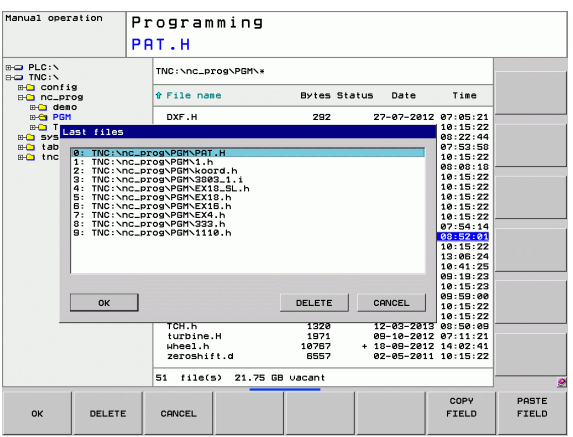 Manual operation
Programming
PAT.H
PLC:\
TNC:\
config
nc_prog
demo
PGM
T
sys
tab
tnc
TNC:\nc_prog\PGM\*
File name Bytes Status Date Time
DXF.H 292 27-07-2012 07:05:21
10:15:22
08:22:44
07:53:58
10:15:22
08:08:18
10:15:22
10:15:22
10:15:22
10:15:22
10:15:22
07:54:14
08:52:01
10:15:22
13:06:24
10:41:25
09:19:23
10:15:23
09:59:00
10:15:22
10:15:22
Last files
0: TNC:\nc_prog\PGM\PAT.H
1: TNC:\nc_prog\PGM\1.h
2: TNC:\nc_prog\PGM\koord.h
3: TNC:\nc_prog\PGM\3803_1.i
4: TNC:\nc_prog\PGM\EX18_SL.h
5: TNC:\nc_prog\PGM\EX18.h
6: TNC:\nc_prog\PGM\EX16.h
7: TNC:\nc_prog\PGM\EX4.h
8: TNC:\nc_prog\PGM\333.h
9: TNC:\nc_prog\PGM\1110.h
OK DELETE CANCEL
TCH.h 1320 12-03-2013 08:50:09
turbine.H 1971 09-10-2012 07:11:21
wheel.h 10767 + 18-09-2012 14:02:41
zeroshift.d 6557 02-05-2011 10:15:22
51 file(s) 21.75 GB vacant
OK DELETE CANCEL COPY FIELD PASTE FIELD